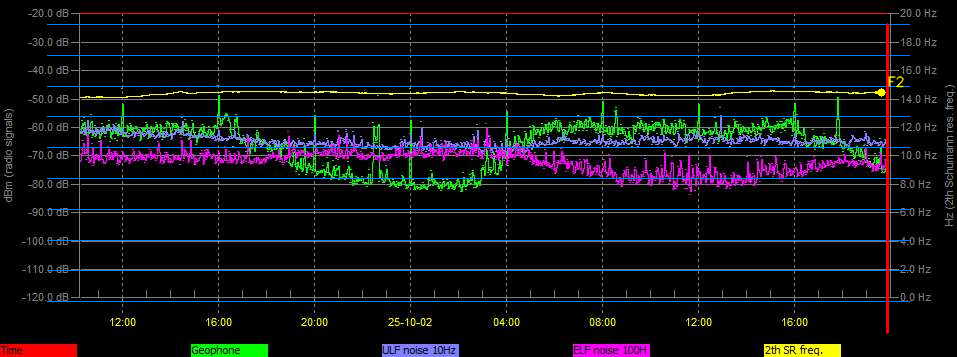 -20.0 dB 20.0 Hz
-30.0 dB 18.0 Hz
-40.0 dB 16.0 Hz
F2
-50.0 dB 14.0 Hz
-60.0 dB 12.0 Hz
-70.0 dB 10.0 Hz
-80.0 dB 8.0 Hz
-90.0 dB 6.0 Hz
-100.0 dB 4.0 Hz
-110.0 dB 2.0 Hz
-120.0 dB 0.0 Hz
dBm (radio signals)
Hz (2th Schumann res. freq.)
12:00 16:00 20:00 25-10-02 04:00 08:00 12:00 16:00
Time Geophone ULF noise 10Hz ELF noise 100H 2th SR freq.